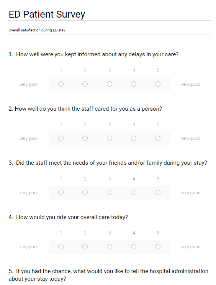 ED Patient Survey
Overall satisfaction during ED stay
1. How well were you kept informed about any delays in your care?
1 2 3 4 5
very poor very good
2. How well do you think the staff cared for you as a person?
1 2 3 4 5
very poor very good
3. Did the staff meet the needs of your friends and/or family during your stay?
1 2 3 4 5
very poor very good
4. How would you rate your overall care today?
1 2 3 4 5
very poor very good
5. If you had the chance, what would you like to tell the hospital administration
about your stay today?